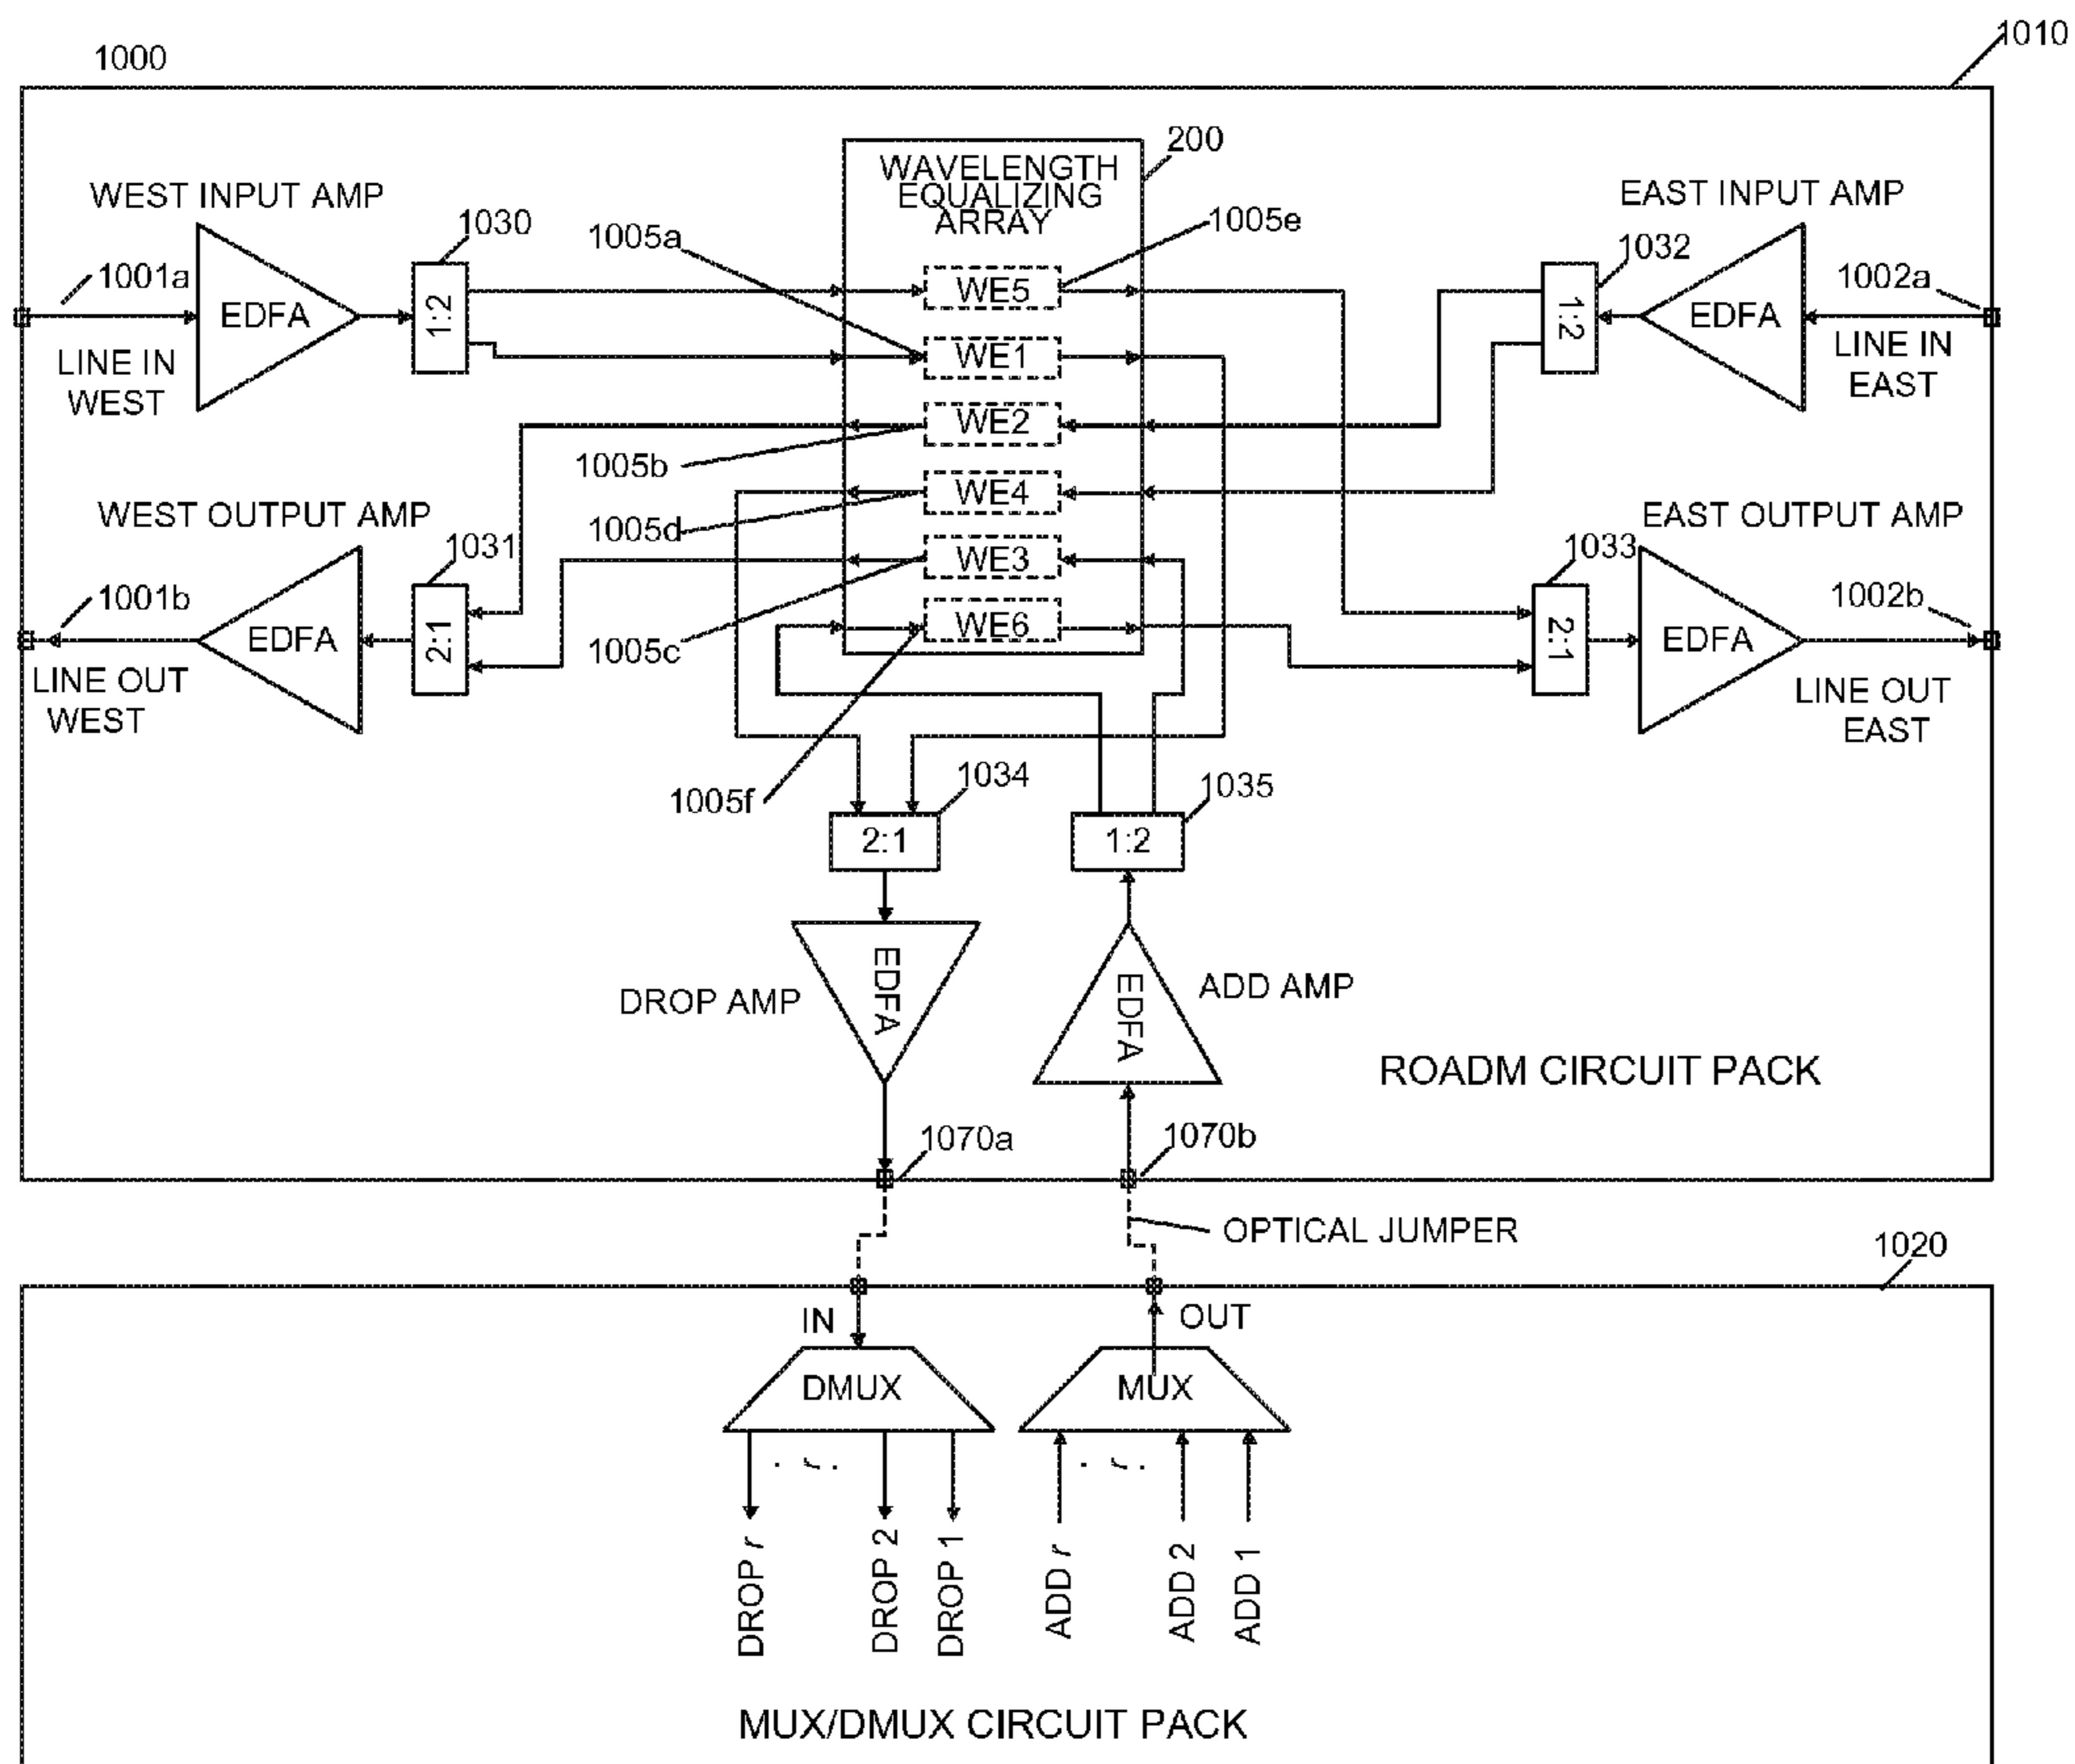 1010
1000
200
WAVELENGTH
EQUALIZING
ARRAY
WEST INPUT AMP
EAST INPUT AMP
1030
1005a
1005e
1032
1001a
1002a
EDFA
1:2
WE5
1:2
EDFA
LINE IN
WEST
LINE IN
EAST
WE1
WE2
1005b
WE4
WEST OUTPUT AMP
1005d
EAST OUTPUT AMP
1031
WE3
1033
1001b
1002b
EDFA
2:1
1005c
WE6
2:1
EDFA
LINE OUT
WEST
LINE OUT
EAST
1005f
1034
1035
2:1
1:2
DROP AMP
EDFA
EDFA
ADD AMP
ROADM CIRCUIT PACK
1070a
1070b
OPTICAL JUMPER
1020
IN
OUT
DMUX
MUX
. r .
. r .
DROP r
DROP 2
DROP 1
ADD r
ADD 2
ADD 1
MUX/DMUX CIRCUIT PACK